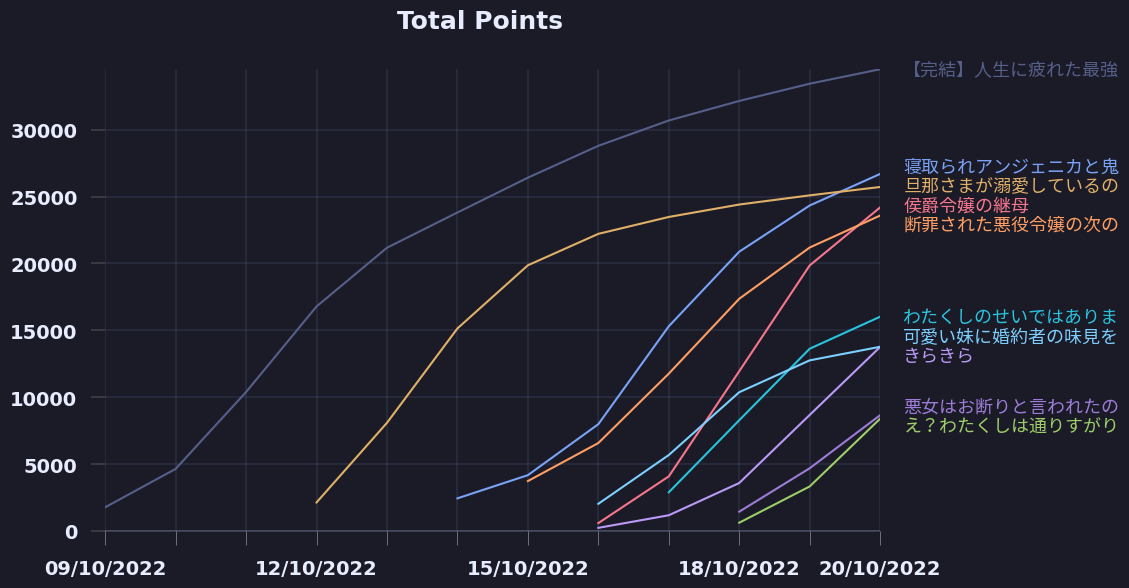 Total Points
【完結】人生に疲れた最強
30000
寝取られアンジェニカと鬼
旦那さまが溺愛しているの
25000
侯爵令嬢の継母
断罪された悪役令嬢の次の
20000
わたくしのせいではありま
15000
可愛い妹に婚約者の味見を
きらきら
10000
悪女はお断りと言われたの
え？わたくしは通りすがり
5000
0
09/10/2022 12/10/2022 15/10/2022 18/10/2022 20/10/2022